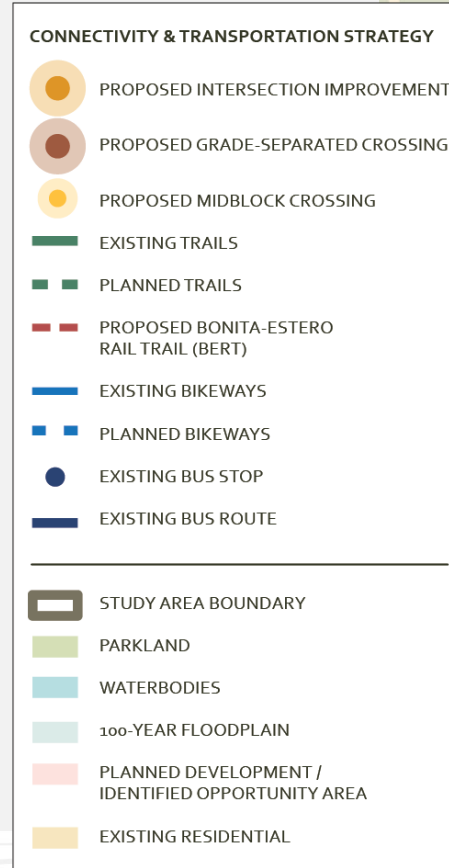 CONNECTIVITY & TRANSPORTATION STRATEGY
PROPOSED INTERSECTION IMPROVEMENT
PROPOSED GRADE-SEPARATED CROSSING
PROPOSED MIDBLOCK CROSSING
EXISTING TRAILS
PLANNED TRAILS
PROPOSED BONITA-ESTERO
RAIL TRAIL (BERT)
EXISTING BIKEWAYS
PLANNED BIKEWAYS
EXISTING BUS STOP
EXISTING BUS ROUTE
STUDY AREA BOUNDARY
PARKLAND
WATERBODIES
100-YEAR FLOODPLAIN
PLANNED DEVELOPMENT /
IDENTIFIED OPPORTUNITY AREA
EXISTING RESIDENTIAL